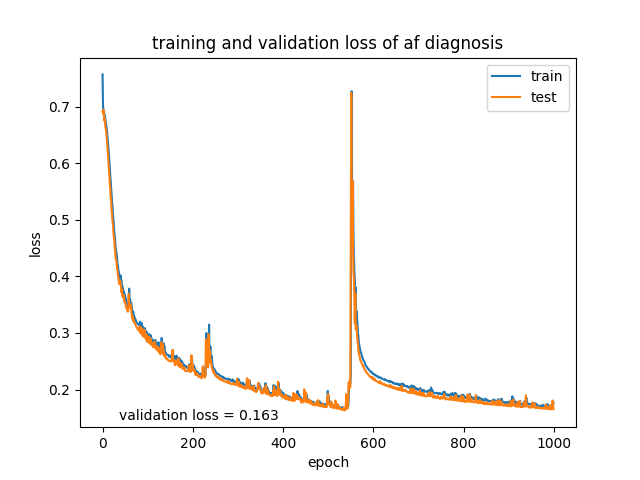 training and validation loss of af diagnosis
train
test
loss
0.7
0.6
0.5
0.4
0.3
0.2
validation loss = 0.163
0
200
400
600
800
1000
epoch